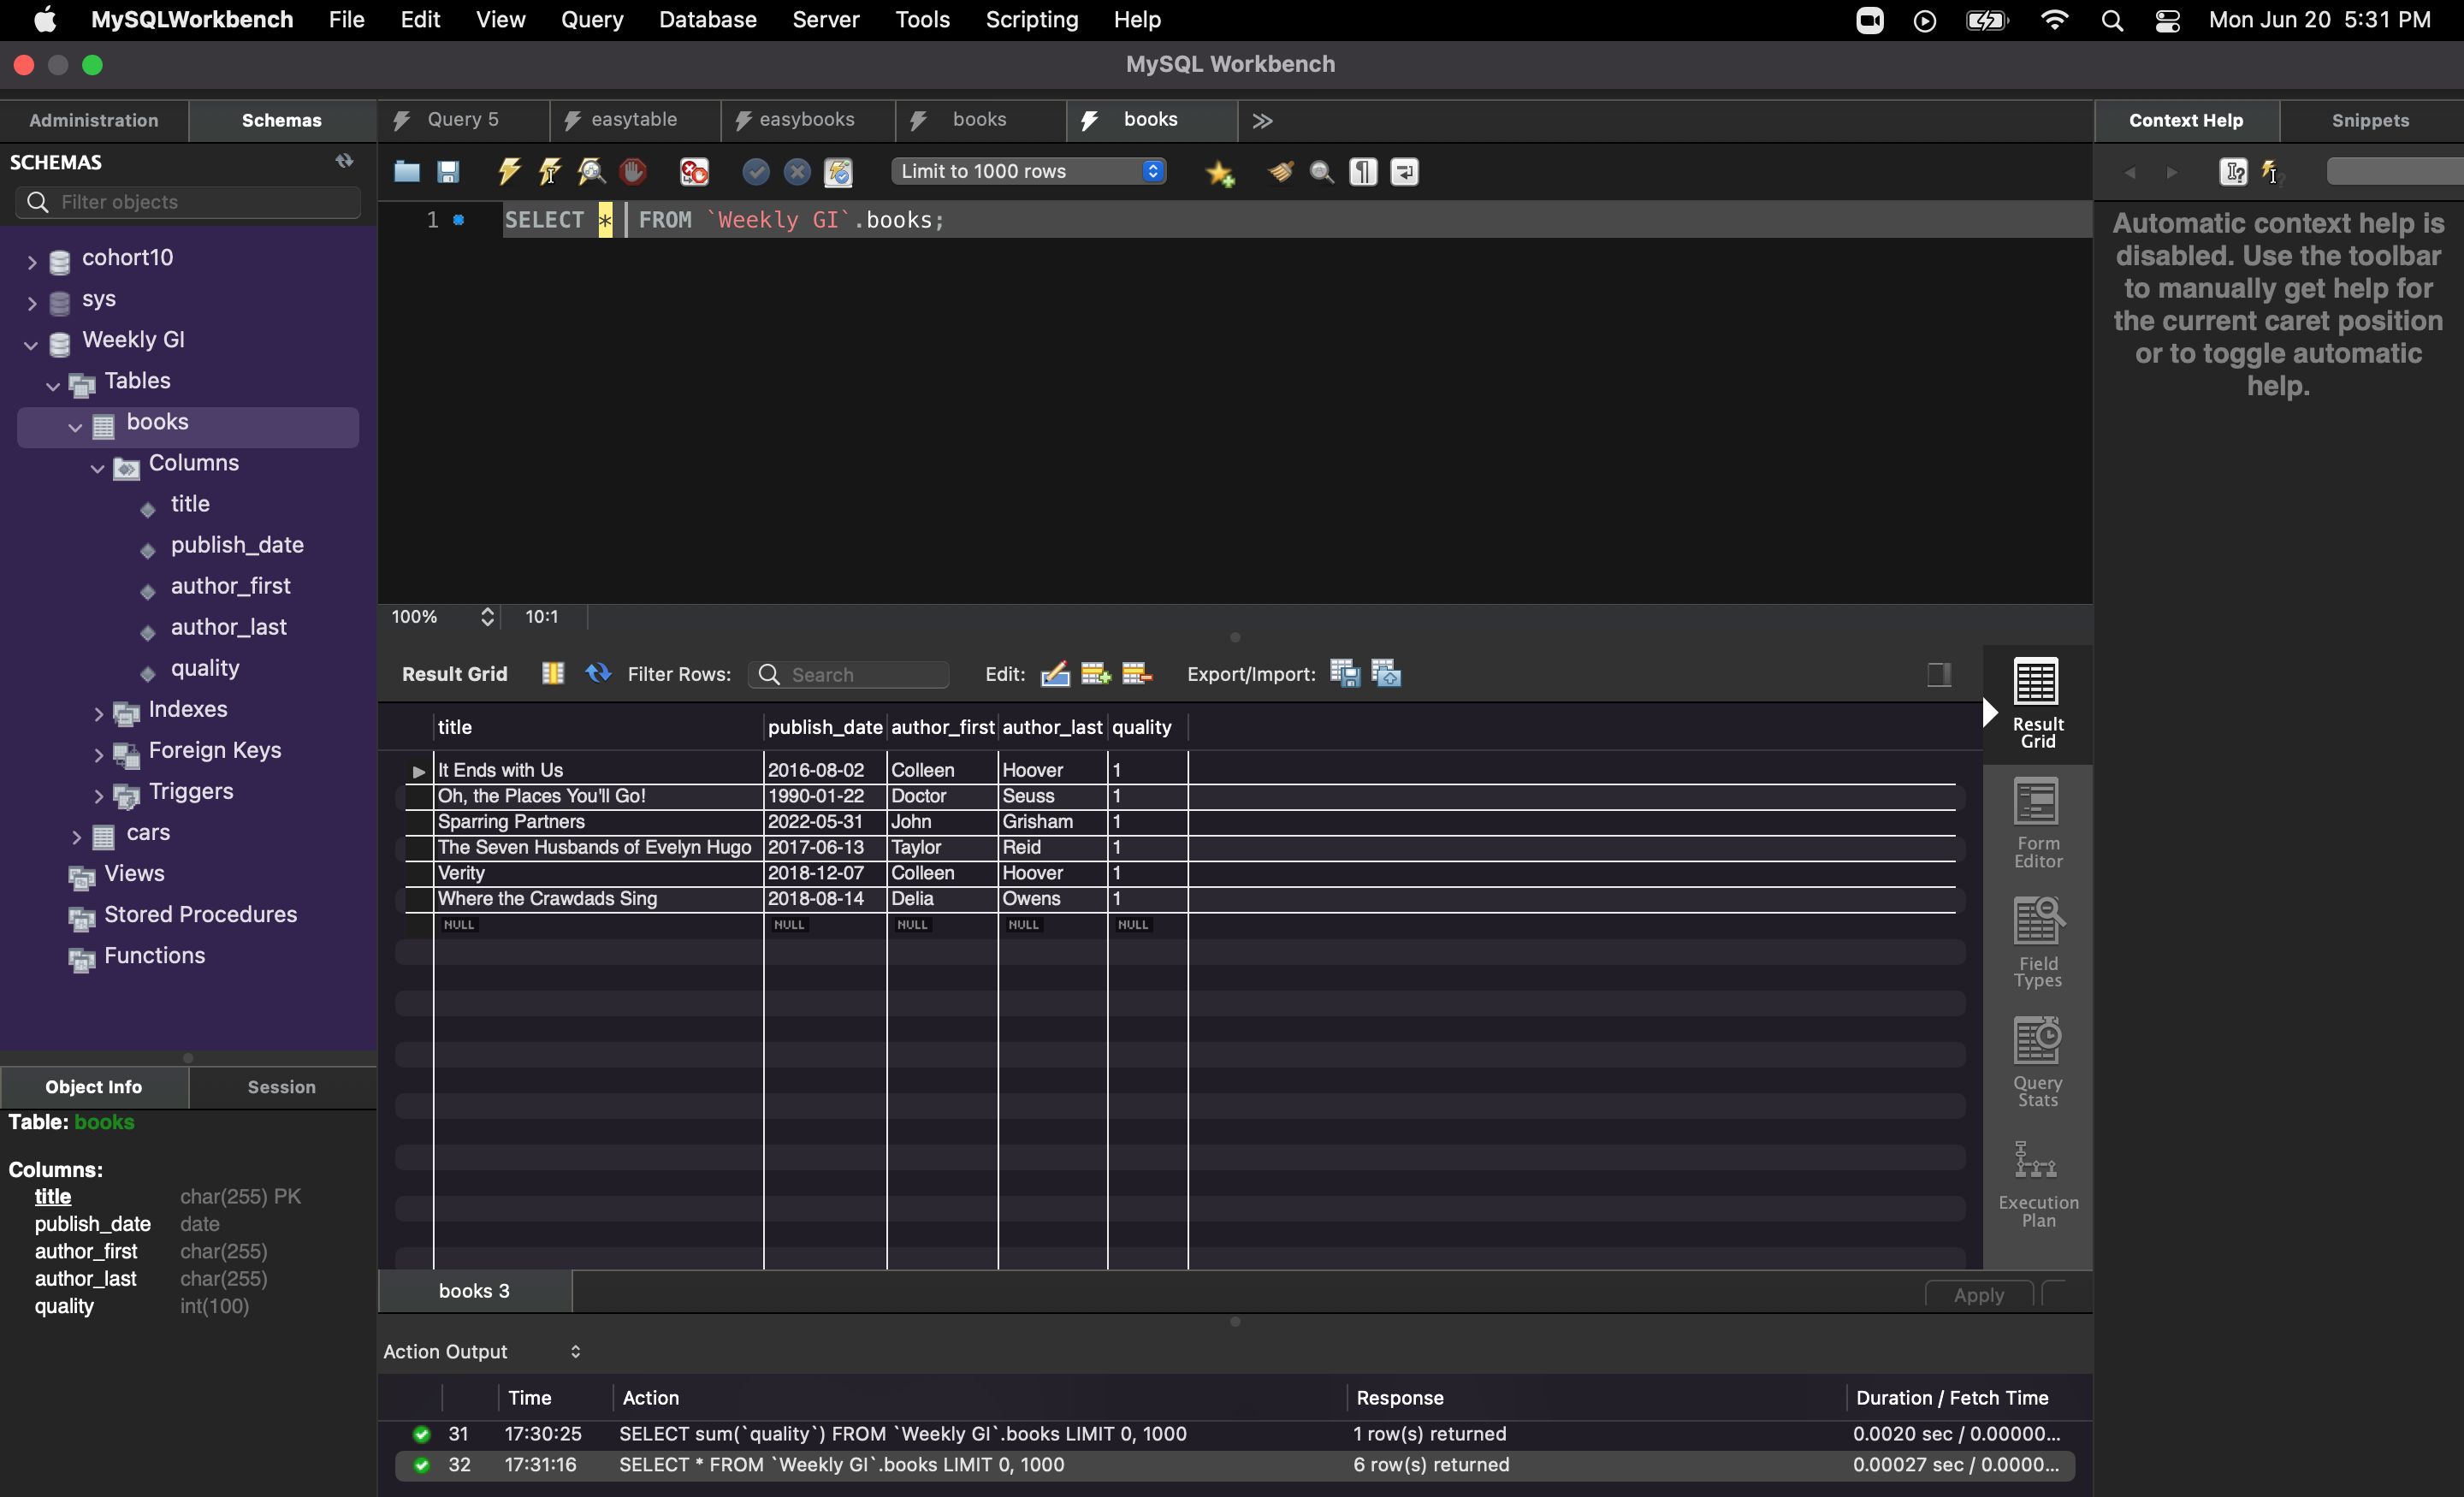 MySQLWorkbench File Edit View Query Database Server Tools Scripting Help Mon Jun 20 5:31 PM
MySQL Workbench
Administration Schemas
Query 5 easytable easybooks books books
Context Help Snippets
SCHEMAS
Limit to 1000 rows
Filter objects
1 SELECT * FROM `Weekly GI`.books;
Automatic context help is
disabled. Use the toolbar
to manually get help for
the current caret position
or to toggle automatic
help.
cohort10
sys
Weekly GI
Tables
books
Columns
title
publish_date
author_first
author_last
quality
Indexes
Foreign Keys
Triggers
cars
Views
Stored Procedures
Functions
100% 10:1
Result Grid Filter Rows: Search Edit: Export/Import:
title publish_date author_first author_last quality
It Ends with Us 2016-08-02 Colleen Hoover 1
Oh, the Places You'll Go! 1990-01-22 Doctor Seuss 1
Sparring Partners 2022-05-31 John Grisham 1
The Seven Husbands of Evelyn Hugo 2017-06-13 Taylor Reid 1
Verity 2018-12-07 Colleen Hoover 1
Where the Crawdads Sing 2018-08-14 Delia Owens 1
NULL NULL NULL NULL NULL
Result
Grid
Form
Editor
Field
Types
Query
Stats
Execution
Plan
Object Info Session
Table: books
Columns:
title char(255) PK
publish_date date
author_first char(255)
author_last char(255)
quality int(100)
books 3 Apply
Action Output
Time Action Response Duration / Fetch Time
31 17:30:25 SELECT sum(`quality`) FROM `Weekly GI`.books LIMIT 0, 1000 1 row(s) returned 0.0020 sec / 0.00000...
32 17:31:16 SELECT * FROM `Weekly GI`.books LIMIT 0, 1000 6 row(s) returned 0.00027 sec / 0.0000...